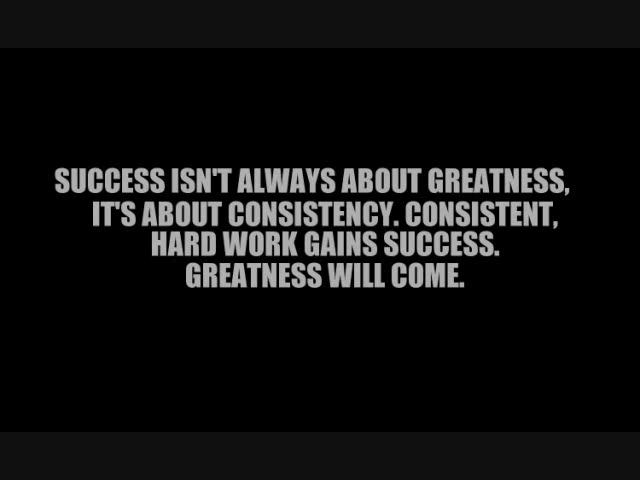 SUCCESS ISN'T ALWAYS ABOUT GREATNESS,
IT'S ABOUT CONSISTENCY. CONSISTENT,
HARD WORK GAINS SUCCESS.
GREATNESS WILL COME.